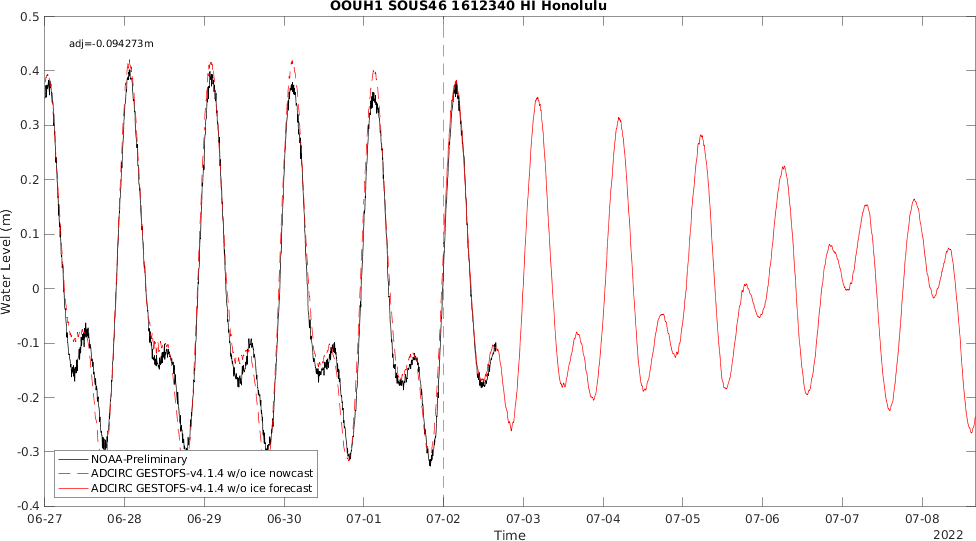 OOUH1 SOUS46 1612340 HI Honolulu
adj=-0.094273m
0.5
0.4
0.3
0.2
0.1
0
-0.1
-0.2
-0.3
-0.4
Water Level (m)
NOAA-Preliminary
ADCIRC GESTOFS-v4.1.4 w/o ice nowcast
ADCIRC GESTOFS-v4.1.4 w/o ice forecast
06-27 06-28 06-29 06-30 07-01 07-02 07-03 07-04 07-05 07-06 07-07 07-08
Time
2022